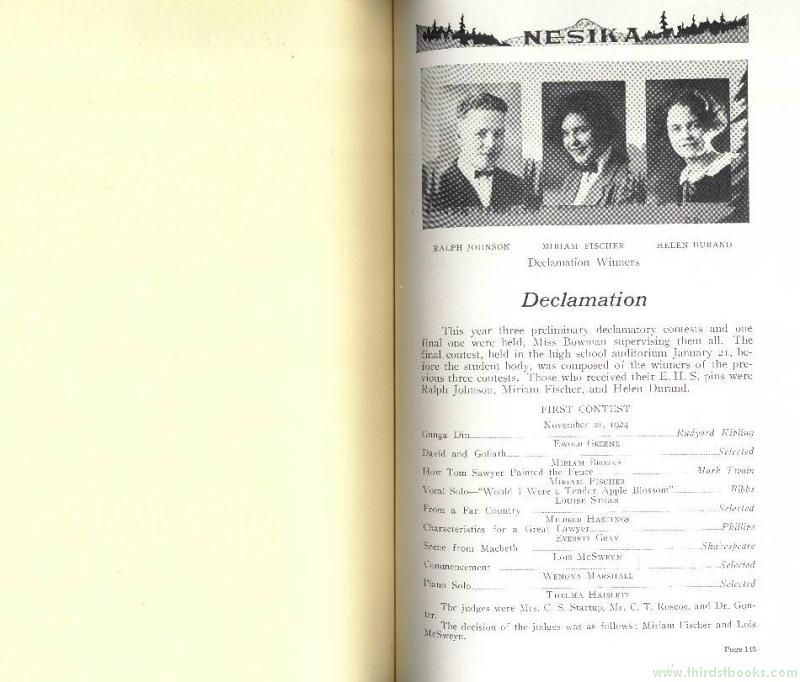 NESIKA
RALPH JOHNSON MIRIAM FISCHER HELEN DURAND
Declamation Winners
Declamation
This year three preliminary declamatory contests and one
final one were held, Miss Bowman supervising them all. The
final contest, held in the high school auditorium January 21, be-
fore the student body, was composed of the winners of the pre-
vious three contests. Those who received their E. H. S. pins were
Ralph Johnson, Miriam Fischer, and Helen Durand.
FIRST CONTEST
November 21, 1924
Gunga Din Rudyard Kipling
Ewold Greene
David and Goliath Selected
Miriam
How Tom Sawyer Painted the Fence Mark Twain
Miriam Fischer
Vocal Solo—"Would I Were a Tender Apple Blossom" Bibbs
Louise Stiger
From a Far Country Selected
Mildred Hastings
Characteristics for a Great Lawyer Phillips
Everett Gray
Scene from Macbeth Shakespeare
Lois McSweyn
Commencement Selected
Wenona Marshall
Piano Solo Selected
Thelma Haislett
The judges were Mrs. C. S. Startup, Mr. C. T. Roscoe, and Dr. Gun-
ter.
The decision of the judges was as follows: Miriam Fischer and Lois
McSweyn.
Page 145
www.thirdstbooks.com